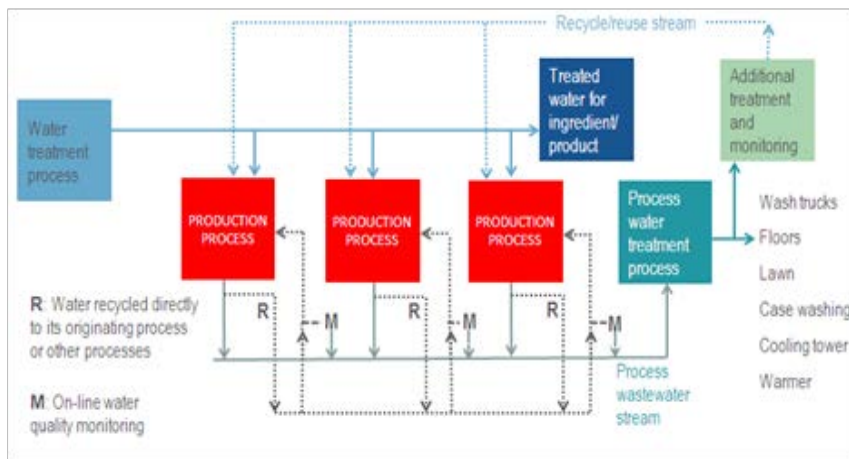 Recycle/reuse stream
Water
treatment
process
Treated
water for
ingredient/
product
Additional
treatment
and
monitoring
PRODUCTION
PROCESS
PRODUCTION
PROCESS
PRODUCTION
PROCESS
Process
water
treatment
process
Wash trucks
Floors
Lawn
Case washing
Cooling tower
Warmer
R: Water recycled directly
to its originating process
or other processes
R
M
R
M
R
M
Process
wastewater
stream
M: On-line water
quality monitoring